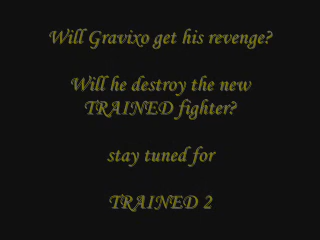 Will Gravixo get his revenge?
Will he destroy the new
TRAINED fighter?
stay tuned for
TRAINED 2